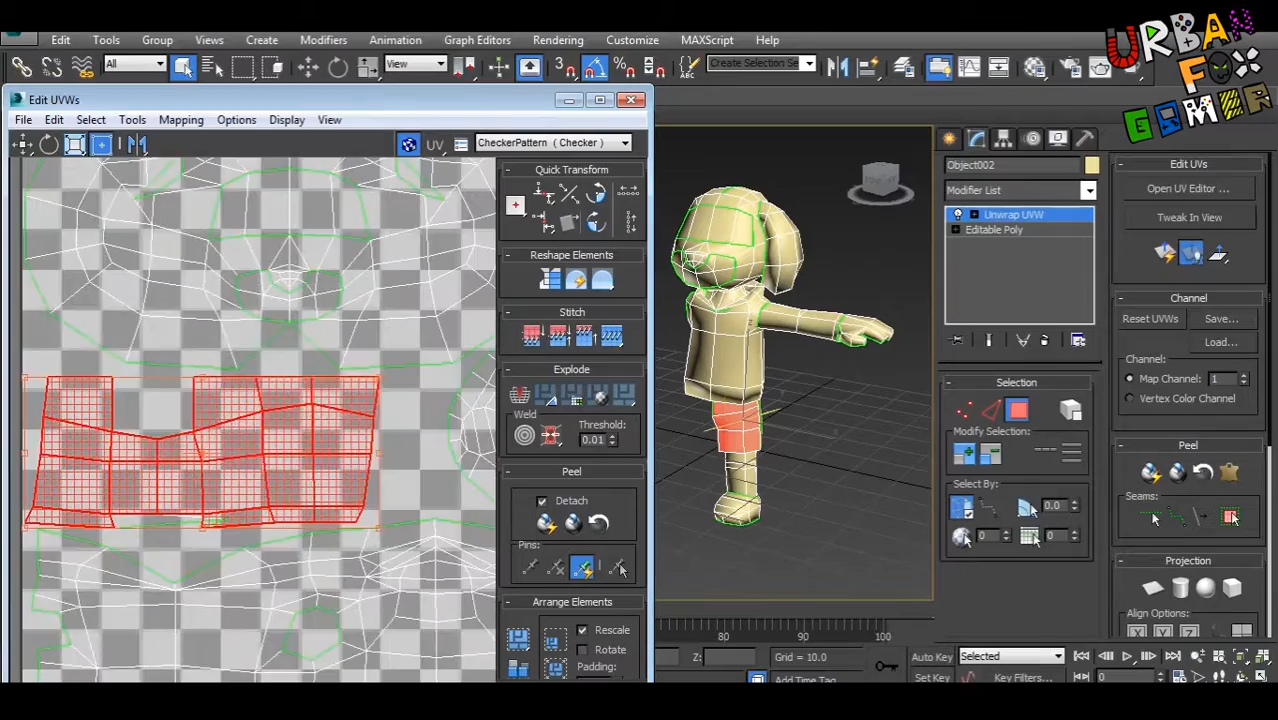 URBAN
FOX
GEMER
Edit Tools Group Views Create Modifiers Animation Graph Editors Rendering Customize MAXScript Help
All View 3 % ABC Create Selection Se
Edit UVWs
File Edit Select Tools Mapping Options Display View
UV CheckerPattern ( Checker )
Quick Transform
Reshape Elements
Stitch
Explode
Weld Threshold:
0.01
Peel
Detach
Pins:
Arrange Elements
Rescale
Rotate
Padding:
Object002
Modifier List
Unwrap UVW
Editable Poly
Selection
Modify Selection:
Select By:
0.0
0 0
Edit UVs
Open UV Editor ...
Tweak In View
Channel
Reset UVWs Save...
Load...
Channel:
Map Channel: 1
Vertex Color Channel
Peel
Seams:
Projection
Align Options:
X Y Z
80 90 100
Z: Grid = 10.0 Auto Key Selected
Add Time Tag Set Key Key Filters... 0